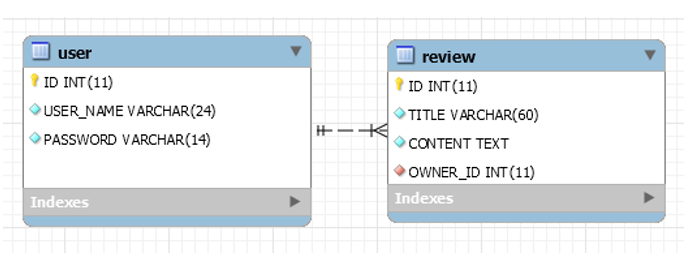 user
ID INT(11)
USER_NAME VARCHAR(24)
PASSWORD VARCHAR(14)
Indexes
review
ID INT(11)
TITLE VARCHAR(60)
CONTENT TEXT
OWNER_ID INT(11)
Indexes